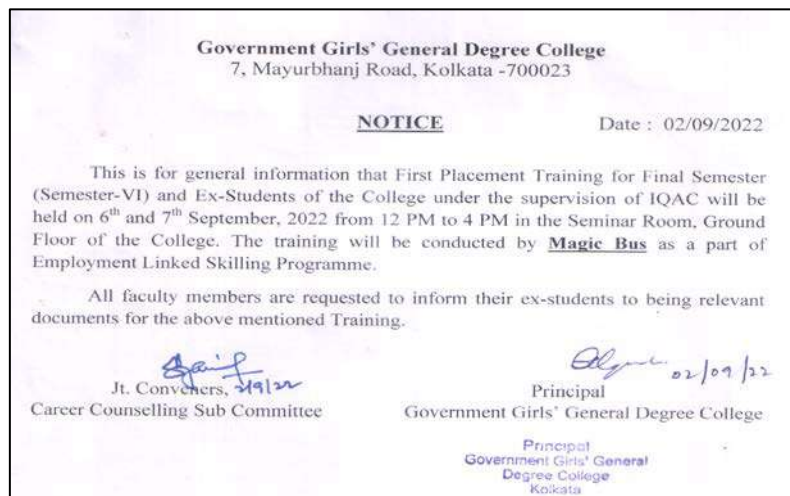 Government Girls' General Degree College
7, Mayurbhanj Road, Kolkata -700023
NOTICE
Date : 02/09/2022
This is for general information that First Placement Training for Final Semester
(Semester-VI) and Ex-Students of the College under the supervision of IQAC will be
held on 6th and 7th September, 2022 from 12 PM to 4 PM in the Seminar Room, Ground
Floor of the College. The training will be conducted by Magic Bus as a part of
Employment Linked Skilling Programme.
All faculty members are requested to inform their ex-students to being relevant
documents for the above mentioned Training.
02/09/22
Jt. Conveners, 2/9/22
Principal
Career Counselling Sub Committee
Government Girls' General Degree College
Principal
Government Girls' General
Degree College
Kolkata